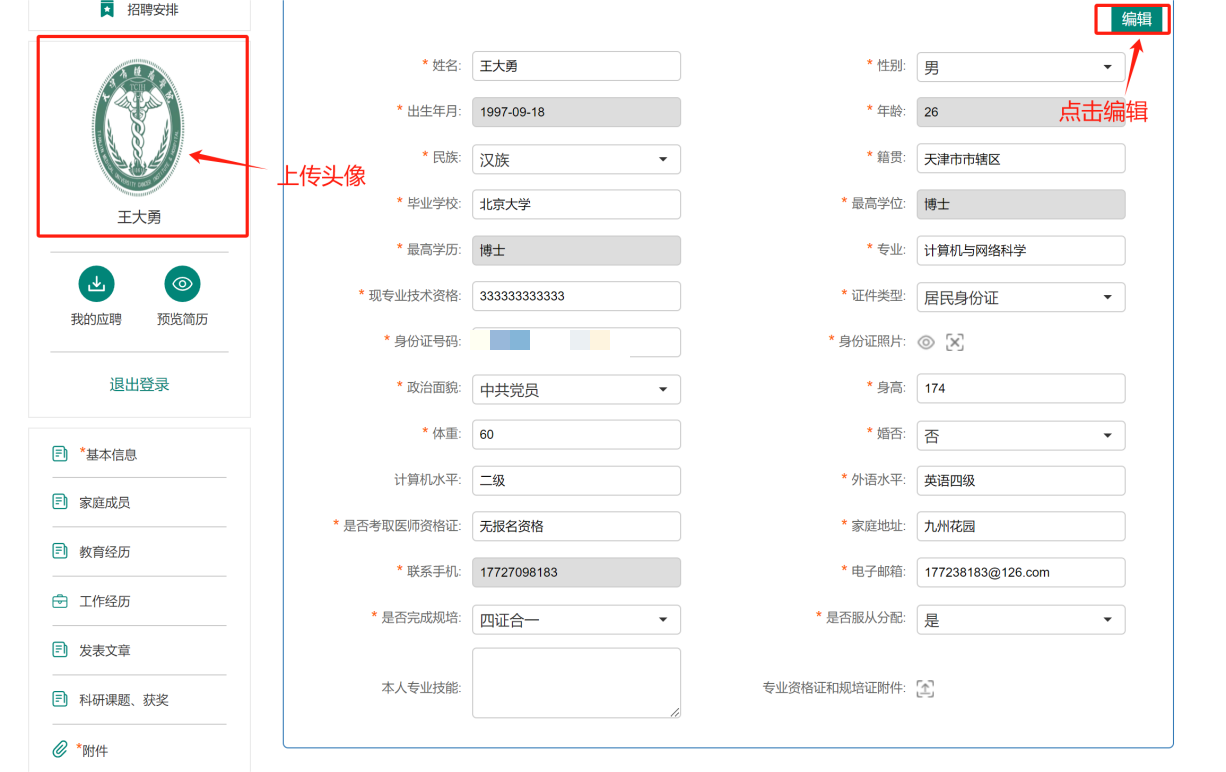 招聘安排
编辑
* 姓名: 王大勇
* 性别: 男
* 出生年月: 1997-09-18
* 年龄: 26
点击编辑
* 民族: 汉族
* 籍贯: 天津市市辖区
上传头像
* 毕业学校: 北京大学
* 最高学位: 博士
王大勇
* 最高学历: 博士
* 专业: 计算机与网络科学
我的应聘 预览简历
* 现专业技术资格: 333333333333
* 证件类型: 居民身份证
* 身份证号码:
* 身份证照片:
退出登录
* 政治面貌: 中共党员
* 身高: 174
* 体重: 60
* 婚否: 否
*基本信息
计算机水平: 二级
* 外语水平: 英语四级
家庭成员
* 是否考取医师资格证: 无报名资格
* 家庭地址: 九州花园
教育经历
* 联系手机: 17727098183
* 电子邮箱: 177238183@126.com
工作经历
* 是否完成规培: 四证合一
* 是否服从分配: 是
发表文章
本人专业技能:
专业资格证和规培证附件:
科研课题、获奖
*附件